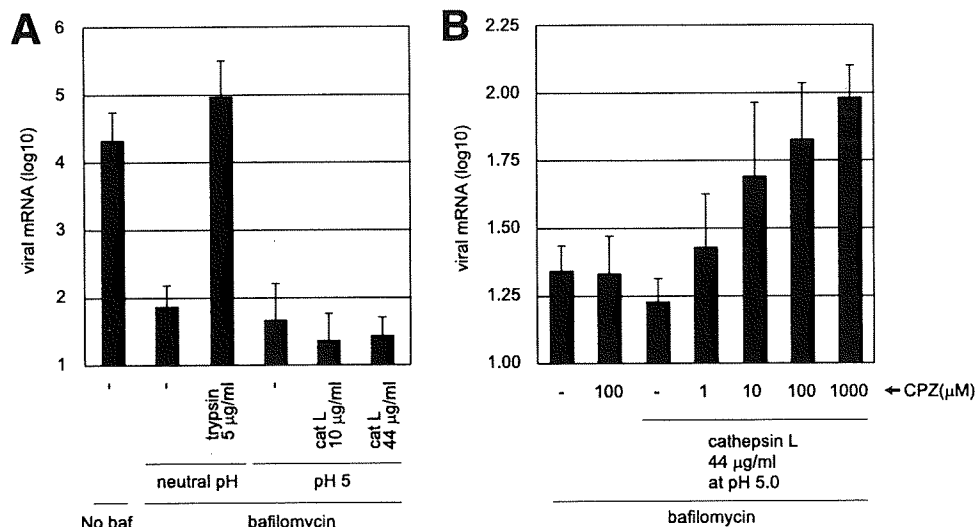 A
6
5
4
3
2
1
viral mRNA (log10)
- - trypsin 5 µg/ml - cat L 10 µg/ml cat L 44 µg/ml
neutral pH pH 5
No baf bafilomycin
B
2.25
2.00
1.75
1.50
1.25
1.00
viral mRNA (log10)
- 100 - 1 10 100 1000 ←CPZ(µM)
cathepsin L
44 µg/ml
at pH 5.0
bafilomycin